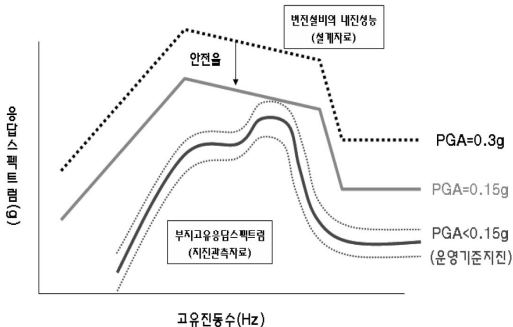 변전설비의 내진성능
(설계자료)
안전율
응답스펙트럼(g)
PGA=0.3g
PGA=0.15g
PGA<0.15g
(운영기준지진)
부지고유응답스펙트럼
(지진관측자료)
고유진동수(Hz)